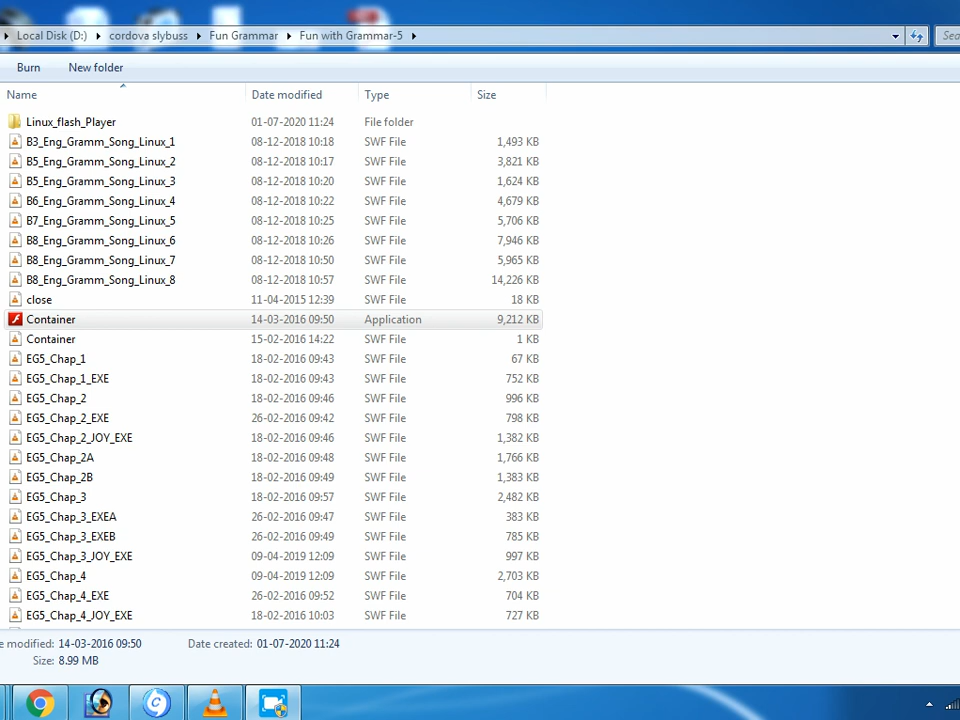 Local Disk (D:) cordova slybuss Fun Grammar Fun with Grammar-5 Sea
Burn New folder
Name Date modified Type Size
Linux_flash_Player 01-07-2020 11:24 File folder
B3_Eng_Gramm_Song_Linux_1 08-12-2018 10:18 SWF File 1,493 KB
B5_Eng_Gramm_Song_Linux_2 08-12-2018 10:17 SWF File 3,821 KB
B5_Eng_Gramm_Song_Linux_3 08-12-2018 10:20 SWF File 1,624 KB
B6_Eng_Gramm_Song_Linux_4 08-12-2018 10:22 SWF File 4,679 KB
B7_Eng_Gramm_Song_Linux_5 08-12-2018 10:25 SWF File 5,706 KB
B8_Eng_Gramm_Song_Linux_6 08-12-2018 10:26 SWF File 7,946 KB
B8_Eng_Gramm_Song_Linux_7 08-12-2018 10:50 SWF File 5,965 KB
B8_Eng_Gramm_Song_Linux_8 08-12-2018 10:57 SWF File 14,226 KB
close 11-04-2015 12:39 SWF File 18 KB
Container 14-03-2016 09:50 Application 9,212 KB
Container 15-02-2016 14:22 SWF File 1 KB
EG5_Chap_1 18-02-2016 09:43 SWF File 67 KB
EG5_Chap_1_EXE 18-02-2016 09:43 SWF File 752 KB
EG5_Chap_2 18-02-2016 09:46 SWF File 996 KB
EG5_Chap_2_EXE 26-02-2016 09:42 SWF File 798 KB
EG5_Chap_2_JOY_EXE 18-02-2016 09:46 SWF File 1,382 KB
EG5_Chap_2A 18-02-2016 09:48 SWF File 1,766 KB
EG5_Chap_2B 18-02-2016 09:49 SWF File 1,383 KB
EG5_Chap_3 18-02-2016 09:57 SWF File 2,482 KB
EG5_Chap_3_EXEA 26-02-2016 09:47 SWF File 383 KB
EG5_Chap_3_EXEB 26-02-2016 09:49 SWF File 785 KB
EG5_Chap_3_JOY_EXE 09-04-2019 12:09 SWF File 997 KB
EG5_Chap_4 09-04-2019 12:09 SWF File 2,703 KB
EG5_Chap_4_EXE 26-02-2016 09:52 SWF File 704 KB
EG5_Chap_4_JOY_EXE 18-02-2016 10:03 SWF File 727 KB
e modified: 14-03-2016 09:50 Date created: 01-07-2020 11:24
Size: 8.99 MB